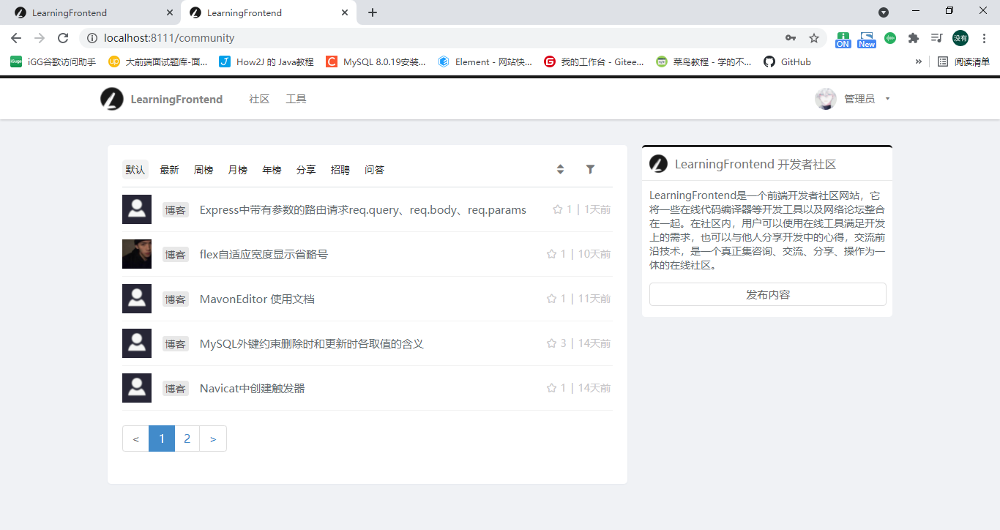 LearningFrontend
LearningFrontend
localhost:8111/community
没有
ON
New
iGG谷歌访问助手
大前端面试题库-面...
How2J 的 Java教程
MySQL 8.0.19安装...
Element - 网站快...
我的工作台 - Gitee...
菜鸟教程 - 学的不...
GitHub
»
阅读清单
LearningFrontend
社区
工具
管理员
默认 最新 周榜 月榜 年榜 分享 招聘 问答
博客 Express中带有参数的路由请求req.query、req.body、req.params 1 | 1天前
博客 flex自适应宽度显示省略号 1 | 10天前
博客 MavonEditor 使用文档 1 | 11天前
博客 MySQL外键约束删除时和更新时各取值的含义 3 | 14天前
博客 Navicat中创建触发器 1 | 14天前
< 1 2 >
LearningFrontend 开发者社区
LearningFrontend是一个前端开发者社区网站，它
将一些在线代码编译器等开发工具以及网络论坛整合
在一起。在社区内，用户可以使用在线工具满足开发
上的需求，也可以与他人分享开发中的心得，交流前
沿技术，是一个真正集咨询、交流、分享、操作为一
体的在线社区。
发布内容